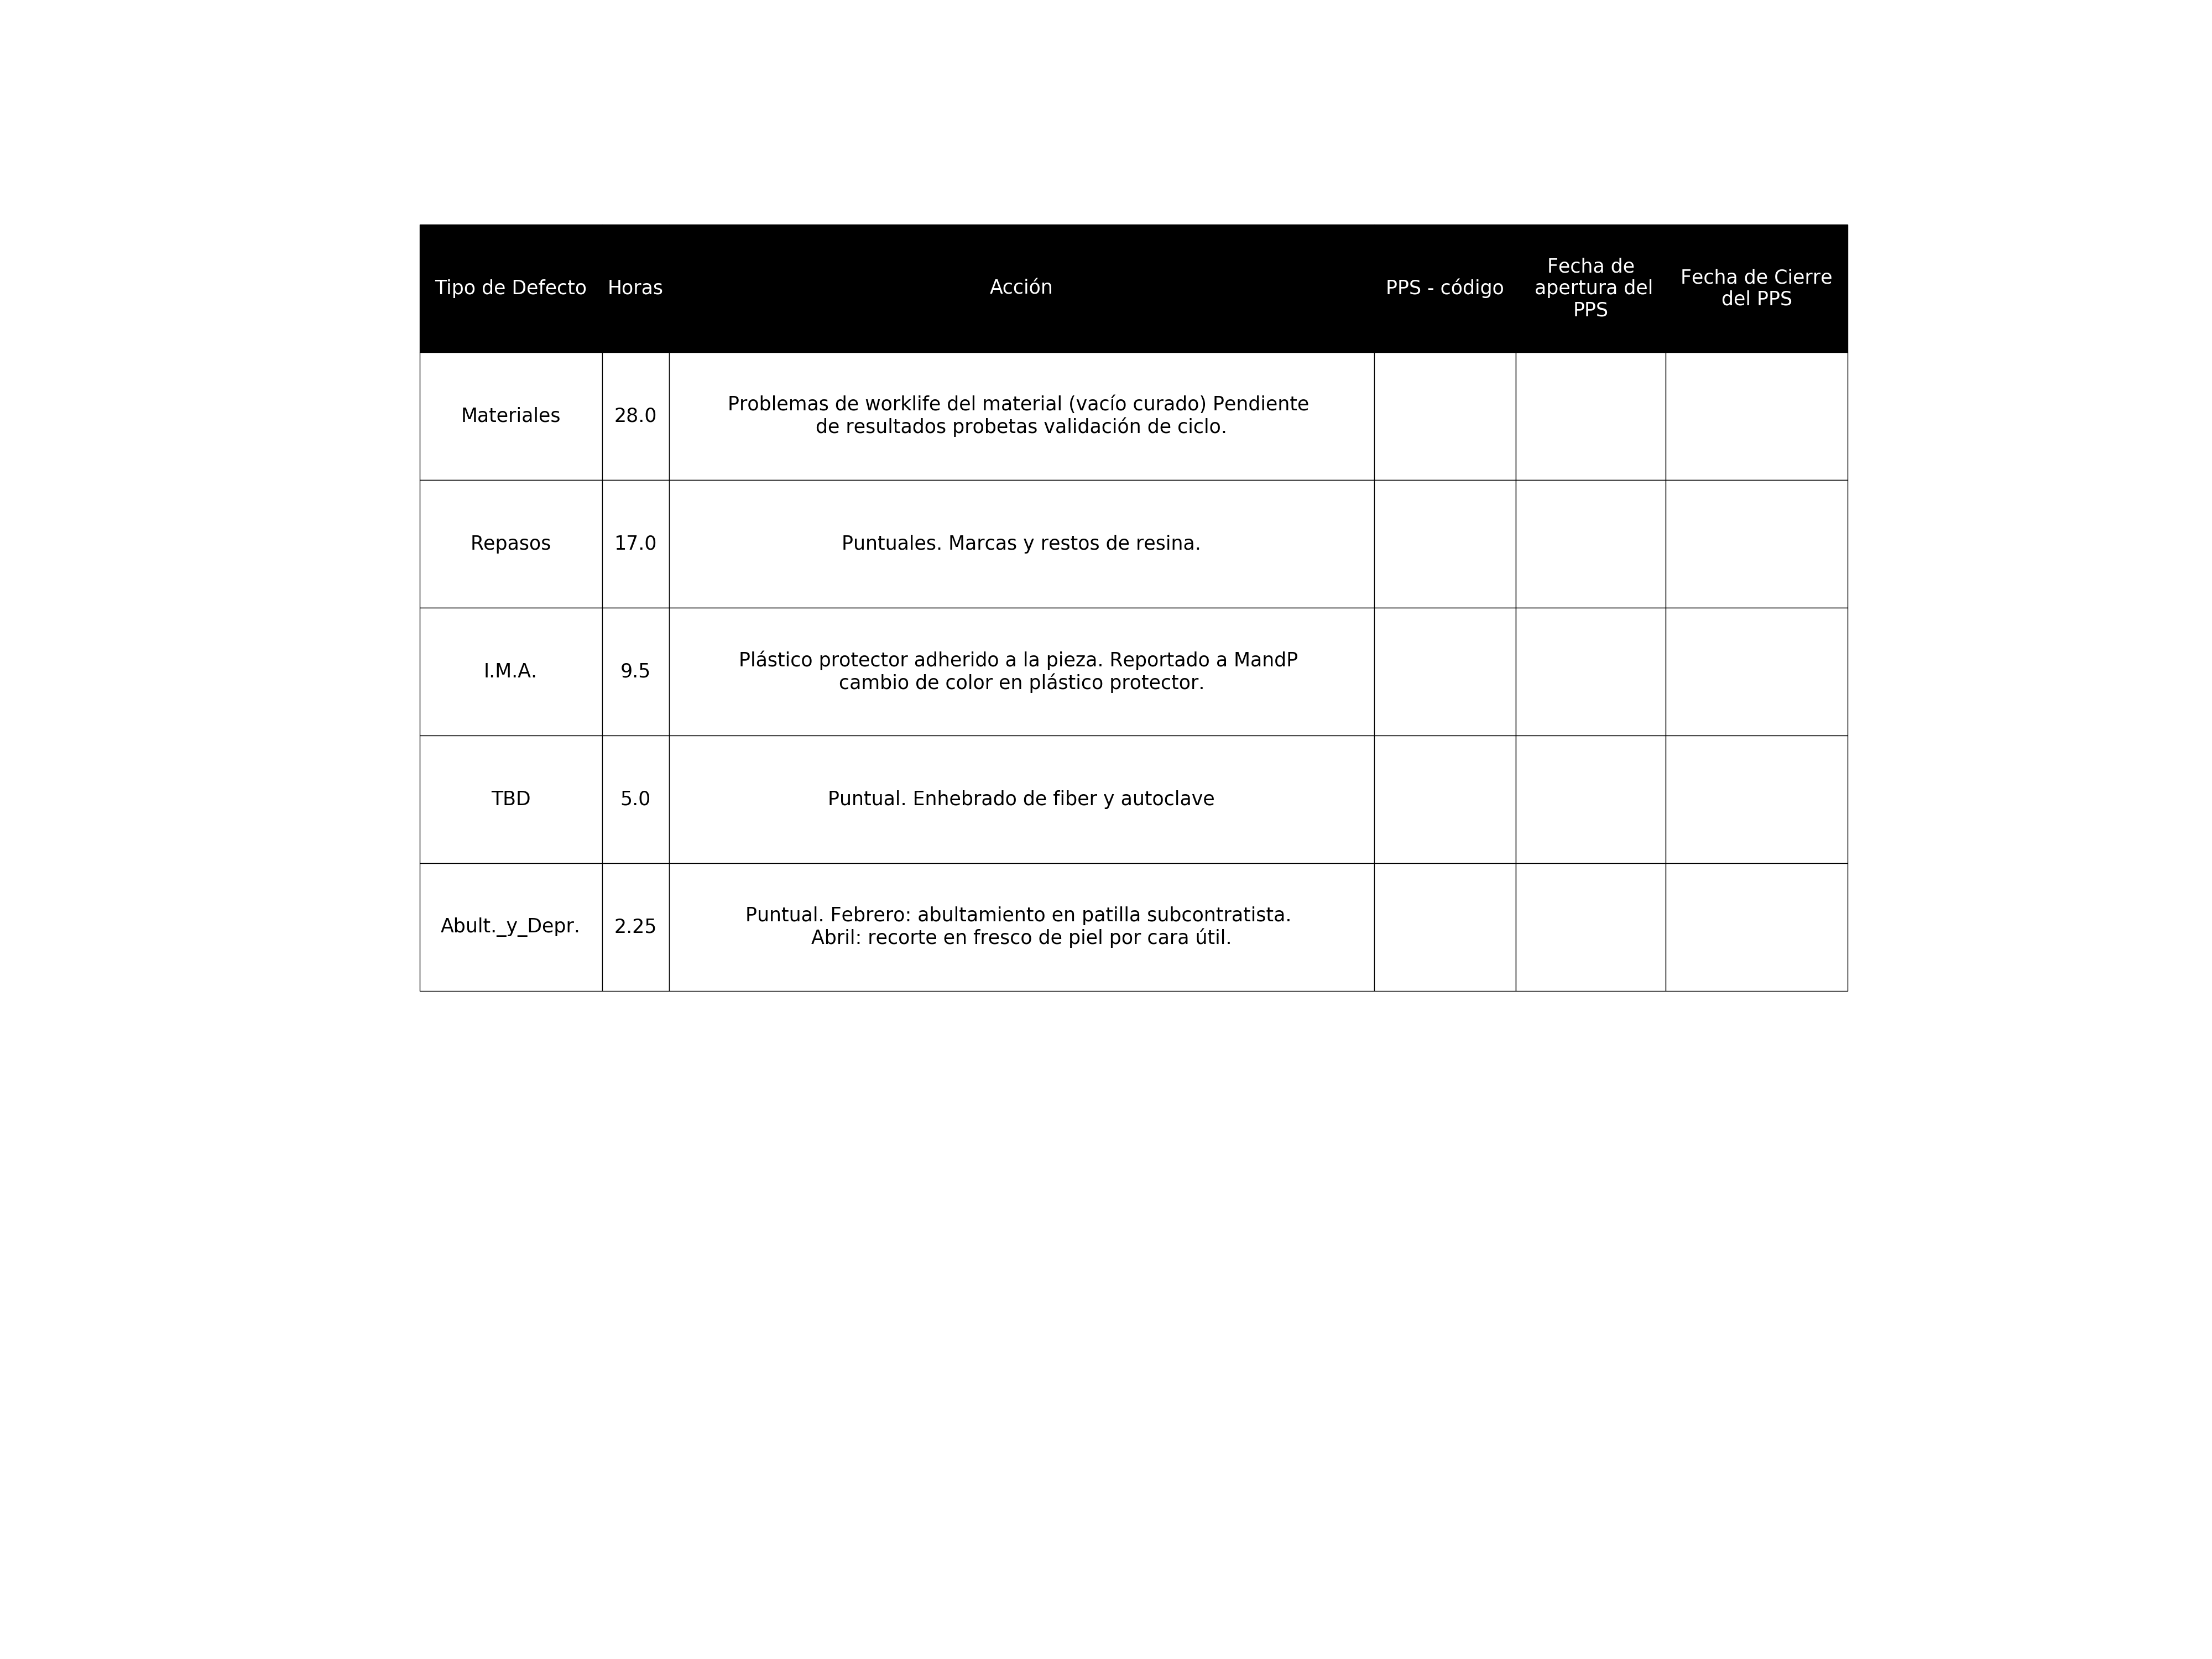 Tipo de Defecto
Horas
Acción
PPS - código
Fecha de
apertura del
PPS
Fecha de Cierre
del PPS
Materiales
28.0
Problemas de worklife del material (vacío curado) Pendiente
de resultados probetas validación de ciclo.
Repasos
17.0
Puntuales. Marcas y restos de resina.
I.M.A.
9.5
Plástico protector adherido a la pieza. Reportado a MandP
cambio de color en plástico protector.
TBD
5.0
Puntual. Enhebrado de fiber y autoclave
Abult._y_Depr.
2.25
Puntual. Febrero: abultamiento en patilla subcontratista.
Abril: recorte en fresco de piel por cara útil.